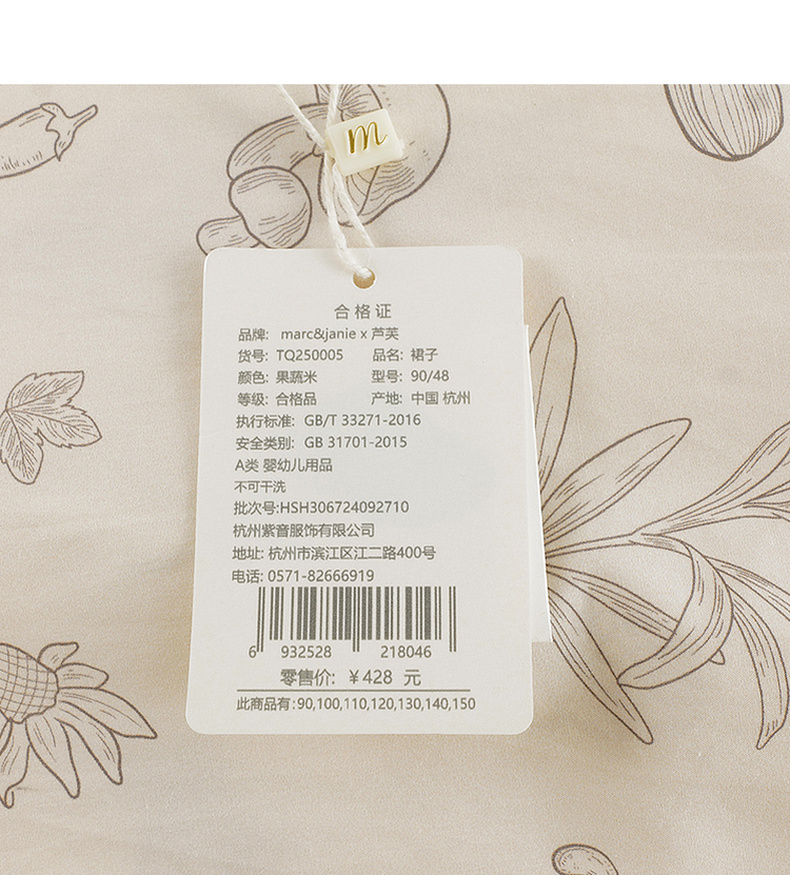 m
合格证
品牌: marc&janie x 芦芙
货号: TQ250005 品名: 裙子
颜色: 果蔬米 型号: 90/48
等级: 合格品 产地: 中国 杭州
执行标准: GB/T 33271-2016
安全类别: GB 31701-2015
A类 婴幼儿用品
不可干洗
批次号:HSH306724092710
杭州紫音服饰有限公司
地址: 杭州市滨江区江二路400号
电话: 0571-82666919
6 932528 218046
零售价: ￥428 元
此商品有:90,100,110,120,130,140,150